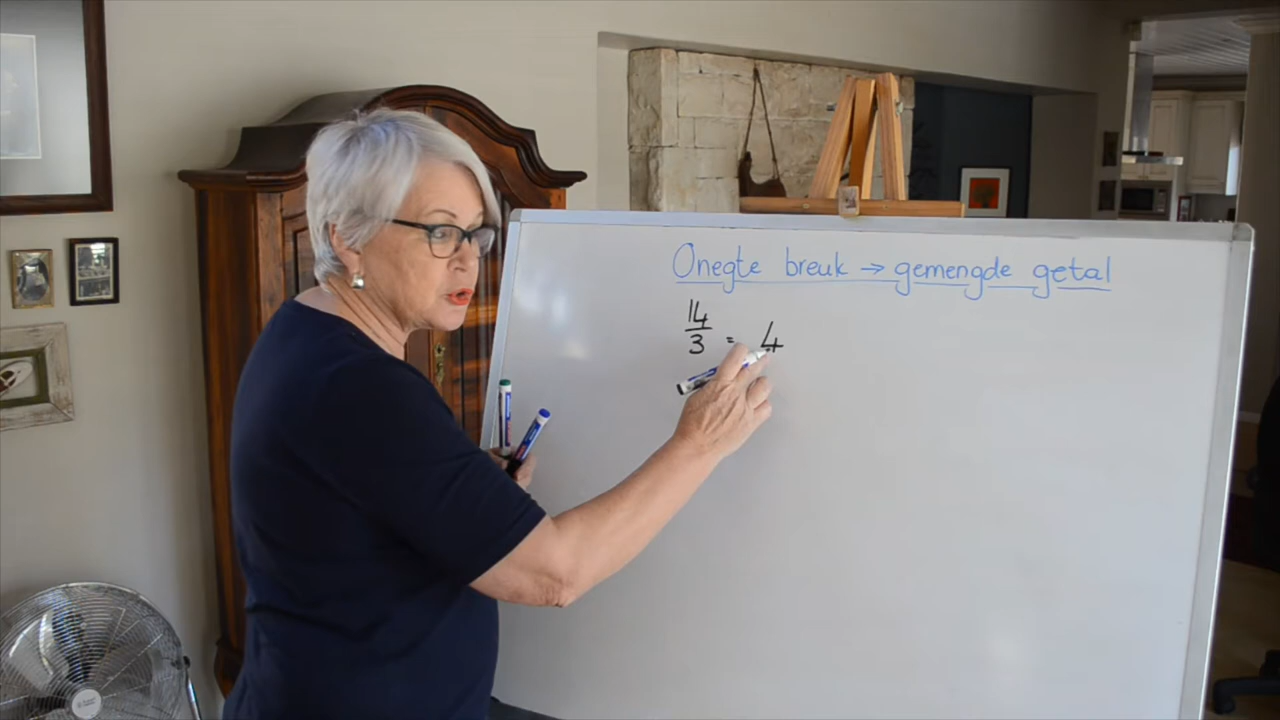 Onegte breuk → gemengde getal
14/3 = 4